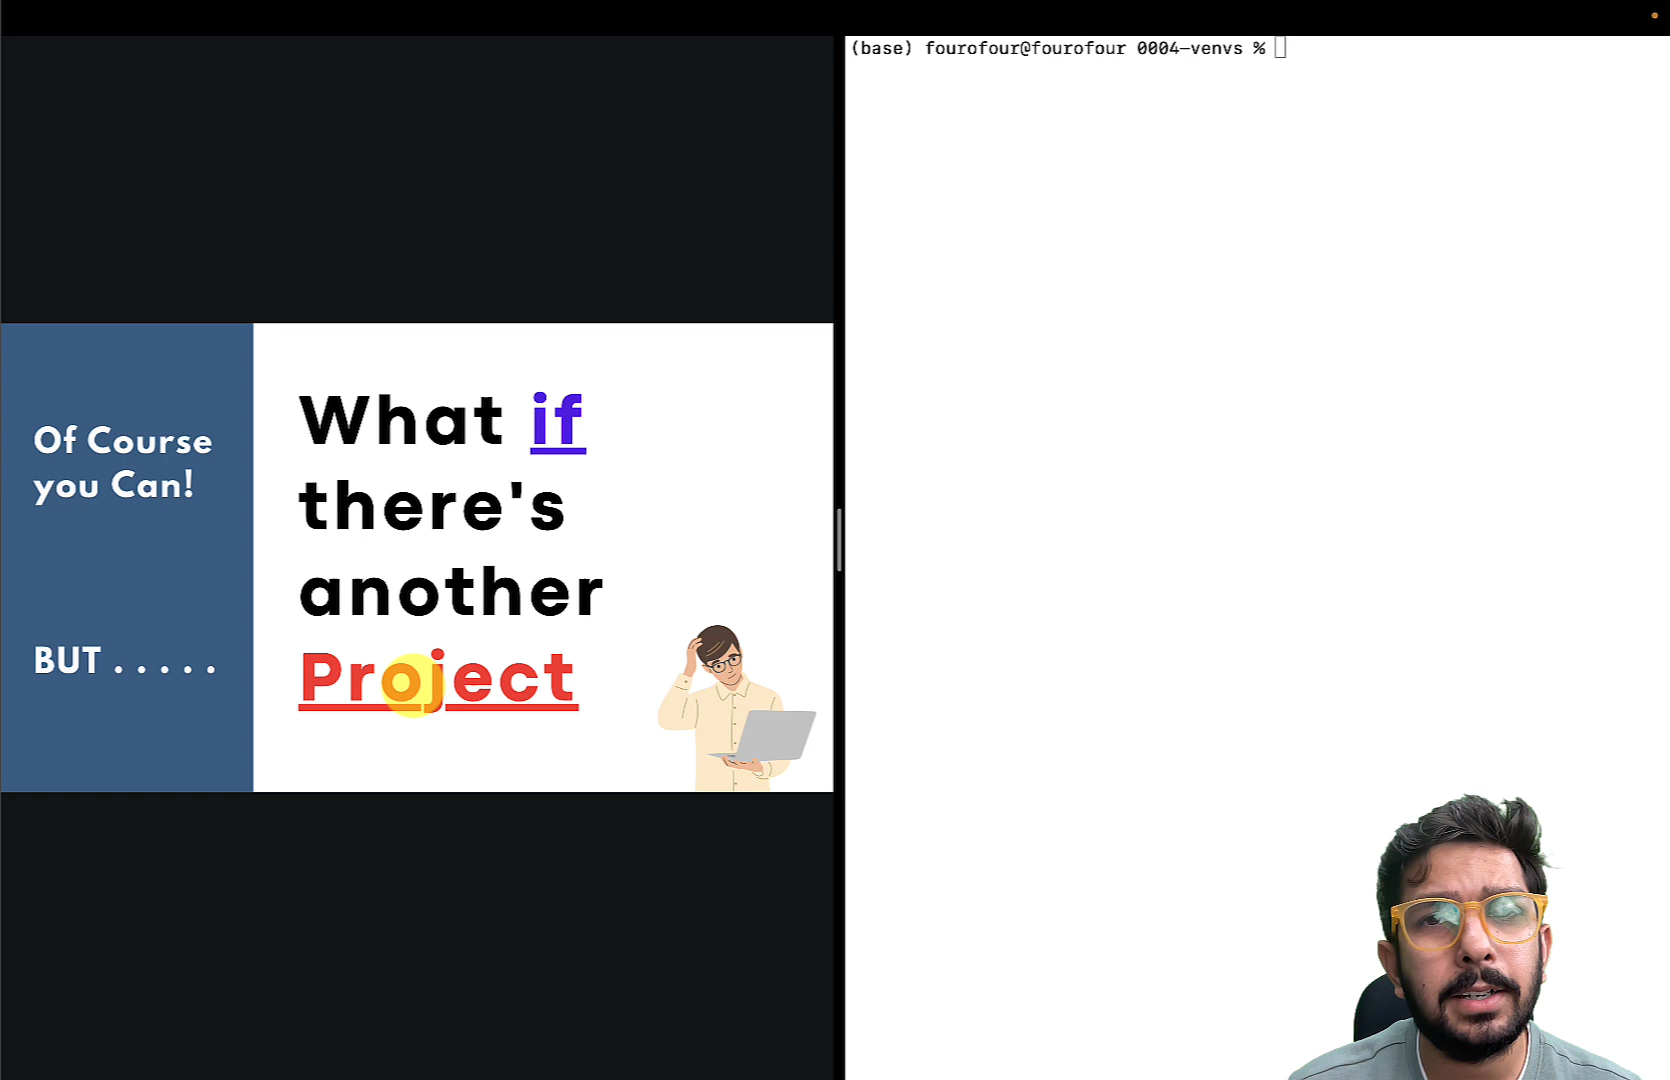 (base) fourofour@fourofour 0004-venvs %
Of Course
you Can!
BUT . . . . .
What if
there's
another
Project